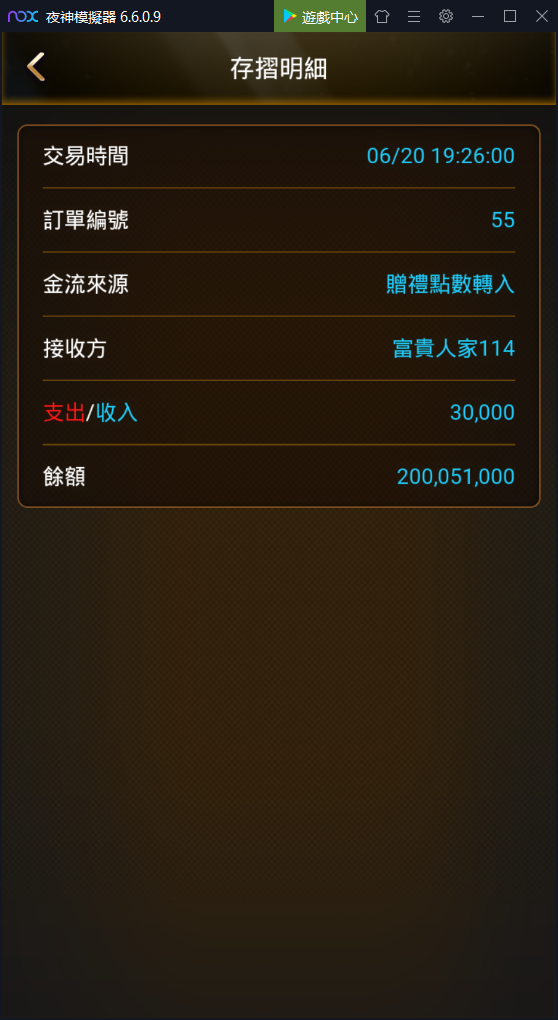 nox 夜神模擬器 6.6.0.9 遊戲中心
存摺明細
交易時間 06/20 19:26:00
訂單編號 55
金流來源 贈禮點數轉入
接收方 富貴人家114
支出/收入 30,000
餘額 200,051,000